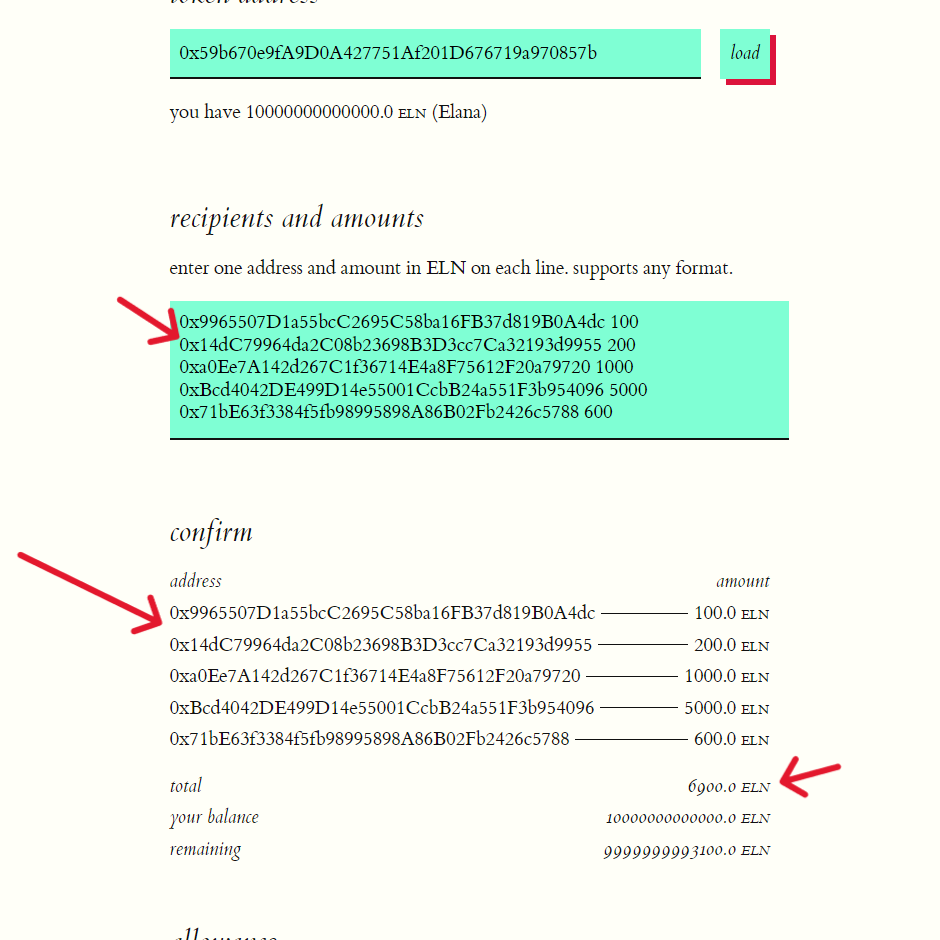 token address
0x59b670e9fA9D0A427751Af201D676719a970857b
load
you have 10000000000000.0 ELN (Elana)
recipients and amounts
enter one address and amount in ELN on each line. supports any format.
0x9965507D1a55bcC2695C58ba16FB37d819B0A4dc 100
0x14dC79964da2C08b23698B3D3cc7Ca32193d9955 200
0xa0Ee7A142d267C1f36714E4a8F75612F20a79720 1000
0xBcd4042DE499D14e55001CcbB24a551F3b954096 5000
0x71bE63f3384f5fb98995898A86B02Fb2426c5788 600
confirm
address amount
0x9965507D1a55bcC2695C58ba16FB37d819B0A4dc 100.0 ELN
0x14dC79964da2C08b23698B3D3cc7Ca32193d9955 200.0 ELN
0xa0Ee7A142d267C1f36714E4a8F75612F20a79720 1000.0 ELN
0xBcd4042DE499D14e55001CcbB24a551F3b954096 5000.0 ELN
0x71bE63f3384f5fb98995898A86B02Fb2426c5788 600.0 ELN
total 6900.0 ELN
your balance 10000000000000.0 ELN
remaining 9999999993100.0 ELN
allowance